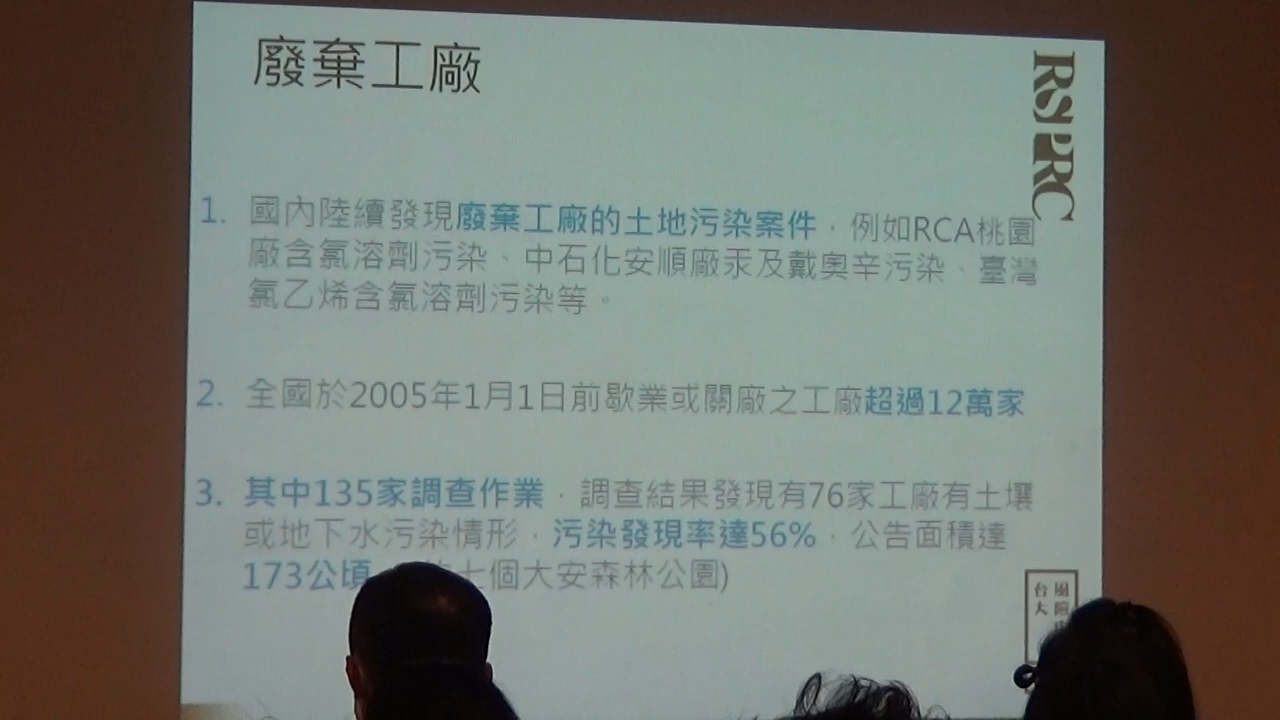 廢棄工廠
RSPRC
1. 國內陸續發現廢棄工廠的土地污染案件，例如RCA桃園
廠含氯溶劑污染、中石化安順廠汞及戴奧辛污染、臺灣
氯乙烯含氯溶劑污染等。
2. 全國於2005年1月1日前歇業或關廠之工廠超過12萬家
3. 其中135家調查作業，調查結果發現有76家工廠有土壤
或地下水污染情形，污染發現率達56%，公告面積達
173公頃 七個大安森林公園)
台大
風險